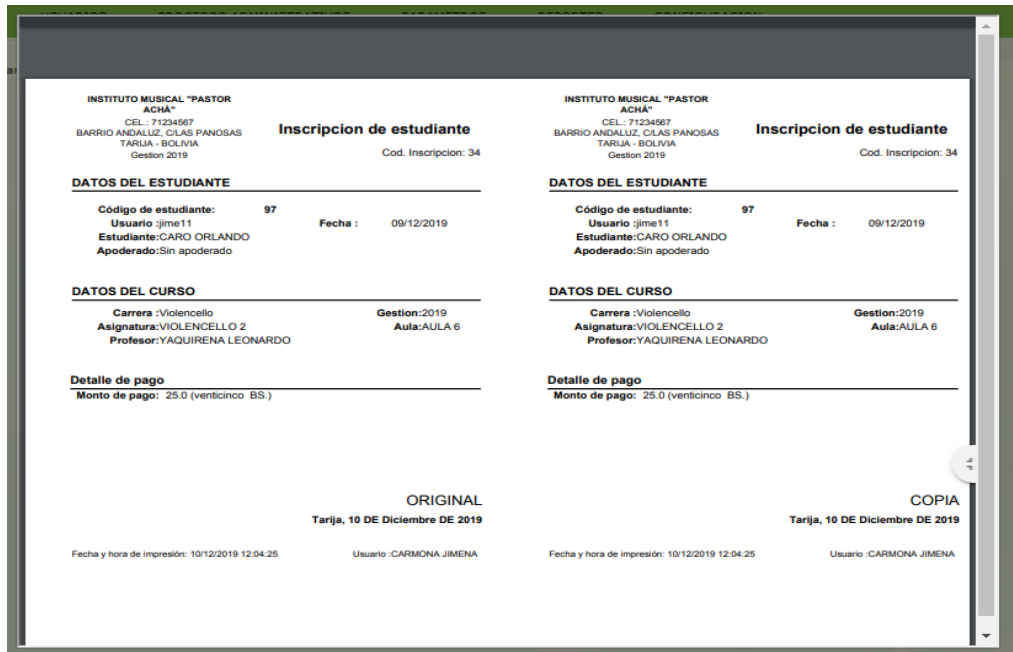 USUARIOS PROCESOS ADMINISTRATIVOS PARAMETROS REPORTES CONFIGURACION
INSTITUTO MUSICAL "PASTOR
ACHÁ"
CEL.: 71234567
BARRIO ANDALUZ, C/LAS PANOSAS
TARIJA - BOLIVIA
Gestion 2019
Inscripcion de estudiante
Cod. Inscripcion: 34
DATOS DEL ESTUDIANTE
Código de estudiante: 97
Usuario :jime11 Fecha : 09/12/2019
Estudiante:CARO ORLANDO
Apoderado:Sin apoderado
DATOS DEL CURSO
Carrera :Violencello Gestion:2019
Asignatura:VIOLENCELLO 2 Aula:AULA 6
Profesor:YAQUIRENA LEONARDO
Detalle de pago
Monto de pago: 25.0 (venticinco BS.)
ORIGINAL
Tarija, 10 DE Diciembre DE 2019
Fecha y hora de impresión: 10/12/2019 12:04:25 Usuario :CARMONA JIMENA
INSTITUTO MUSICAL "PASTOR
ACHÁ"
CEL.: 71234567
BARRIO ANDALUZ, C/LAS PANOSAS
TARIJA - BOLIVIA
Gestion 2019
Inscripcion de estudiante
Cod. Inscripcion: 34
DATOS DEL ESTUDIANTE
Código de estudiante: 97
Usuario :jime11 Fecha : 09/12/2019
Estudiante:CARO ORLANDO
Apoderado:Sin apoderado
DATOS DEL CURSO
Carrera :Violencello Gestion:2019
Asignatura:VIOLENCELLO 2 Aula:AULA 6
Profesor:YAQUIRENA LEONARDO
Detalle de pago
Monto de pago: 25.0 (venticinco BS.)
COPIA
Tarija, 10 DE Diciembre DE 2019
Fecha y hora de impresión: 10/12/2019 12:04:25 Usuario :CARMONA JIMENA